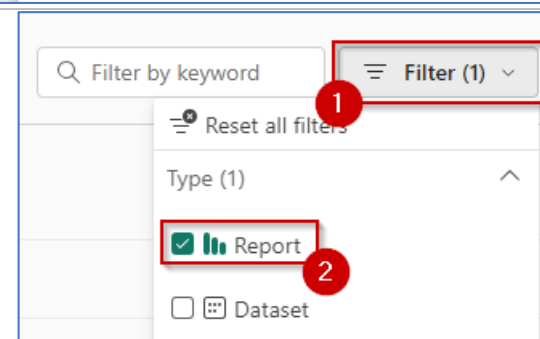 Filter by keyword
Filter (1)
1
Reset all filters
Type (1)
Report
2
Dataset